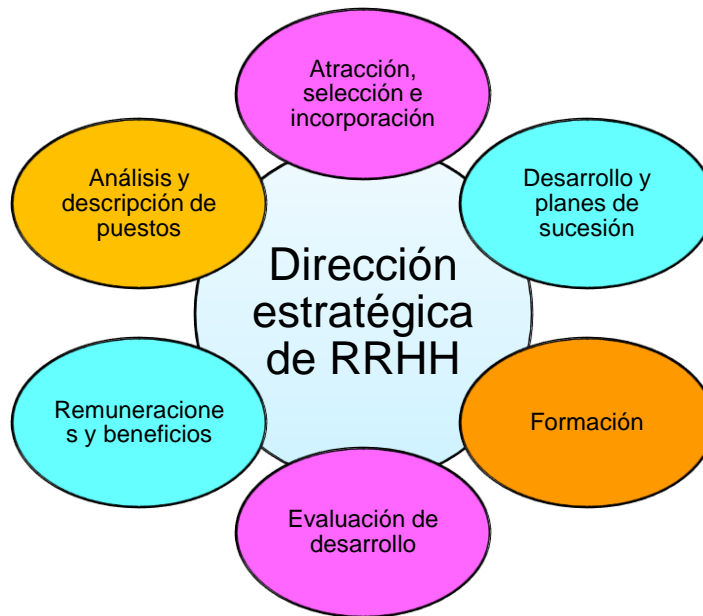 Atracción,
selección e
incorporación
Análisis y
descripción de
puestos
Desarrollo y
planes de
sucesión
Dirección
estratégica
de RRHH
Remuneracione
s y beneficios
Formación
Evaluación de
desarrollo